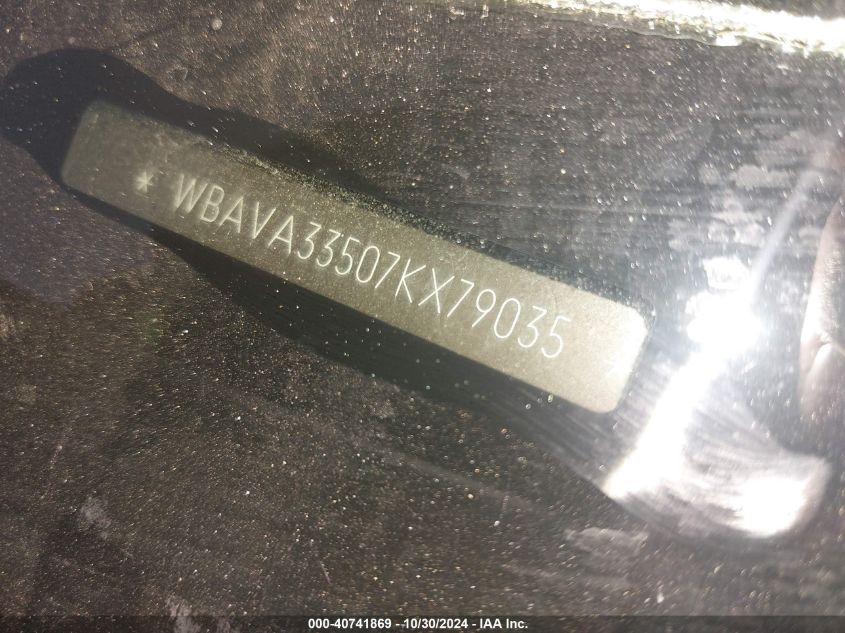 * WBAVA33507KX79035 *
000-40741869 - 10/30/2024 - IAA Inc.